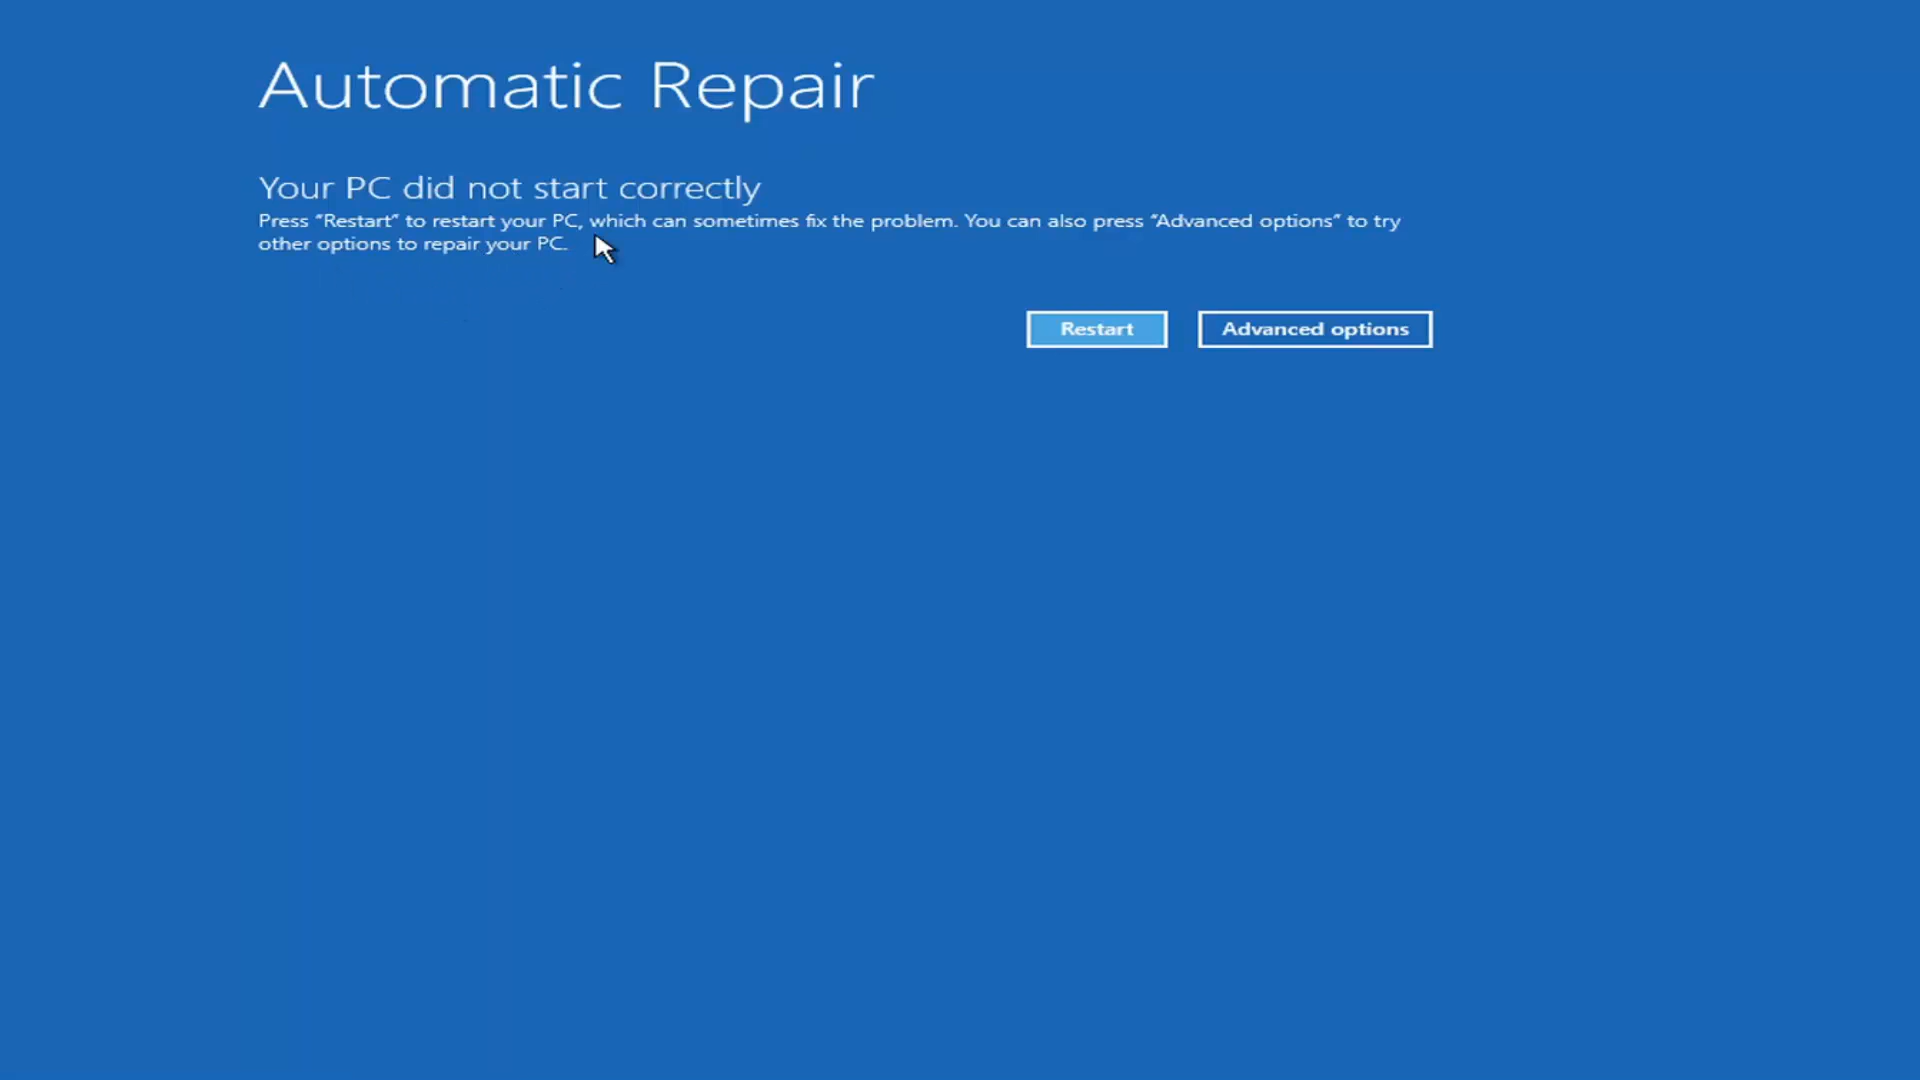 Automatic Repair
Your PC did not start correctly
Press “Restart” to restart your PC, which can sometimes fix the problem. You can also press “Advanced options” to try
other options to repair your PC.
Restart
Advanced options